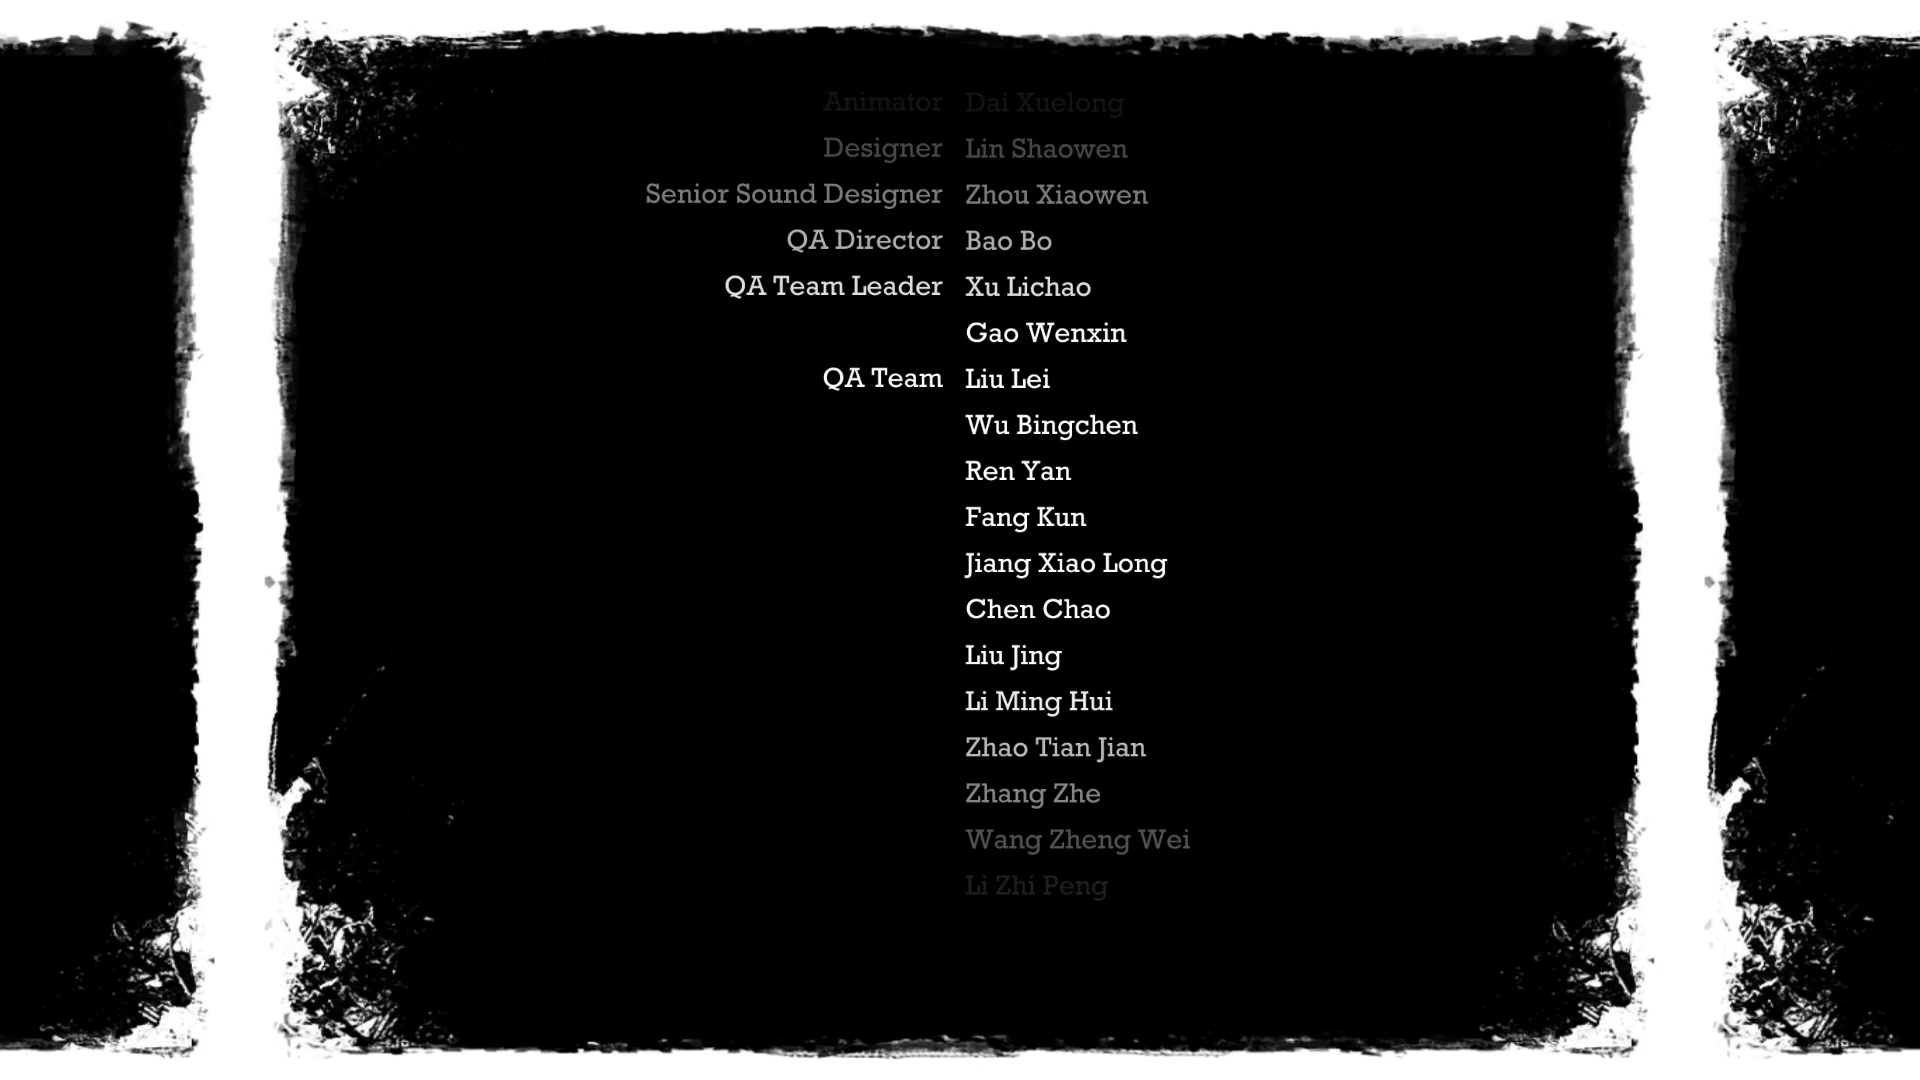 Animator Dai Xuelong
Designer Lin Shaowen
Senior Sound Designer Zhou Xiaowen
QA Director Bao Bo
QA Team Leader Xu Lichao
Gao Wenxin
QA Team Liu Lei
Wu Bingchen
Ren Yan
Fang Kun
Jiang Xiao Long
Chen Chao
Liu Jing
Li Ming Hui
Zhao Tian Jian
Zhang Zhe
Wang Zheng Wei
Li Zhi Peng